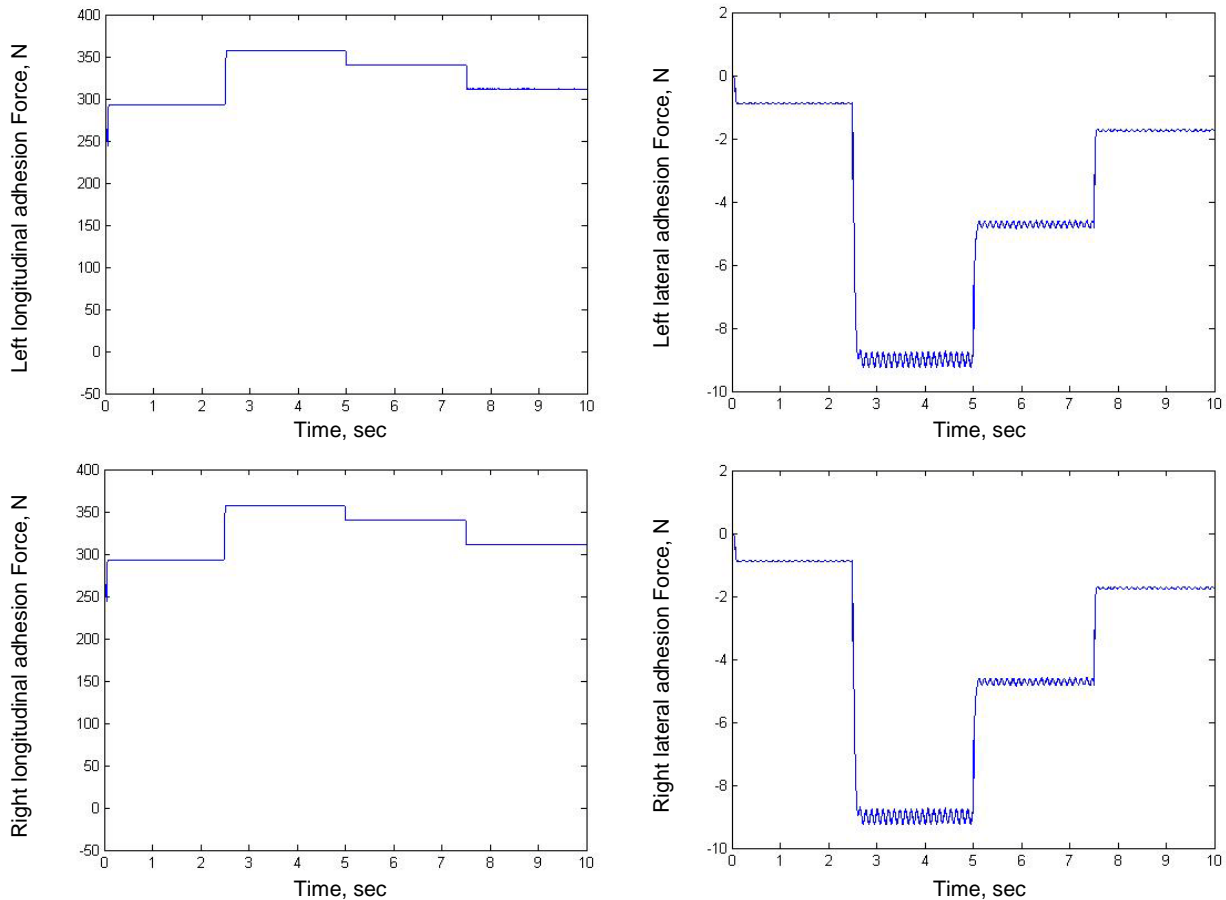 Left longitudinal adhesion Force, N
400
350
300
250
200
150
100
50
0
-50
0 1 2 3 4 5 6 7 8 9 10
Time, sec
Left lateral adhesion Force, N
2
0
-2
-4
-6
-8
-10
0 1 2 3 4 5 6 7 8 9 10
Time, sec
Right longitudinal adhesion Force, N
400
350
300
250
200
150
100
50
0
-50
0 1 2 3 4 5 6 7 8 9 10
Time, sec
Right lateral adhesion Force, N
2
0
-2
-4
-6
-8
-10
0 1 2 3 4 5 6 7 8 9 10
Time, sec